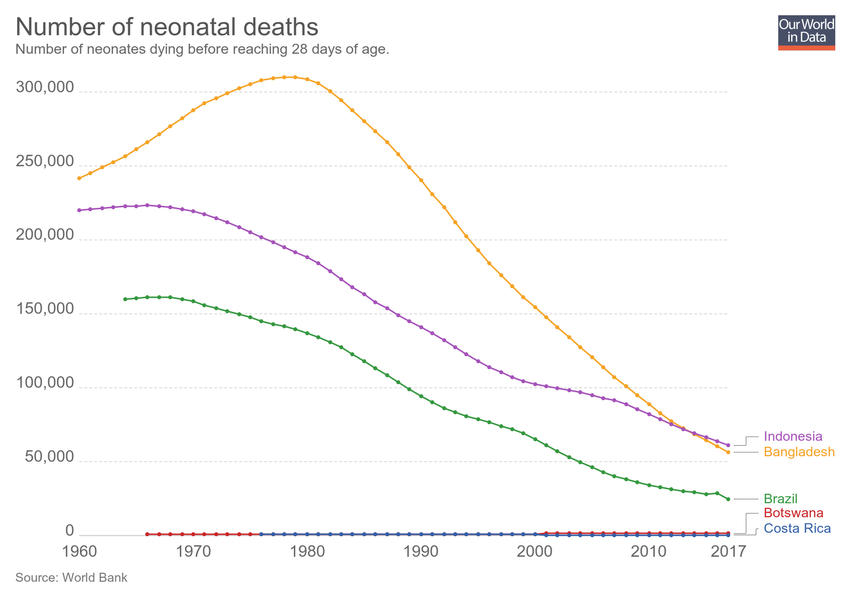 Number of neonatal deaths
Number of neonates dying before reaching 28 days of age.
Our World
in Data
300,000
250,000
200,000
150,000
100,000
50,000
0
Indonesia
Bangladesh
Brazil
Botswana
Costa Rica
1960 1970 1980 1990 2000 2010 2017
Source: World Bank